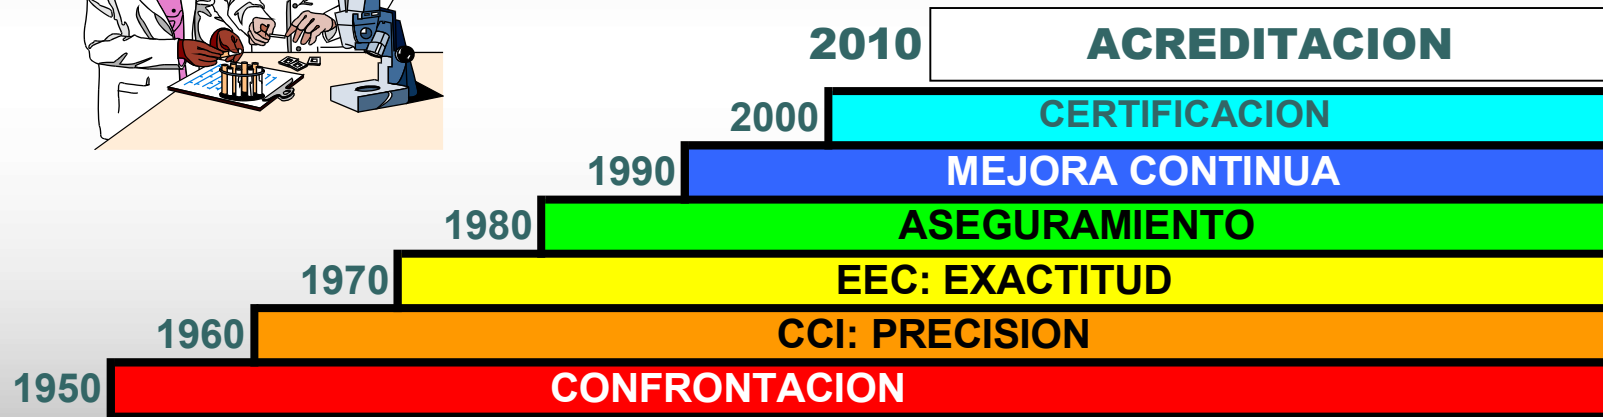 2010 ACREDITACION
2000 CERTIFICACION
1990 MEJORA CONTINUA
1980 ASEGURAMIENTO
1970 EEC: EXACTITUD
1960 CCI: PRECISION
1950 CONFRONTACION